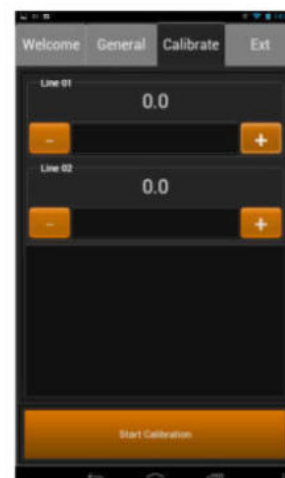 Welcome General Calibrate Ext
Line 01
0.0
- +
Line 02
0.0
- +
Start Calibration